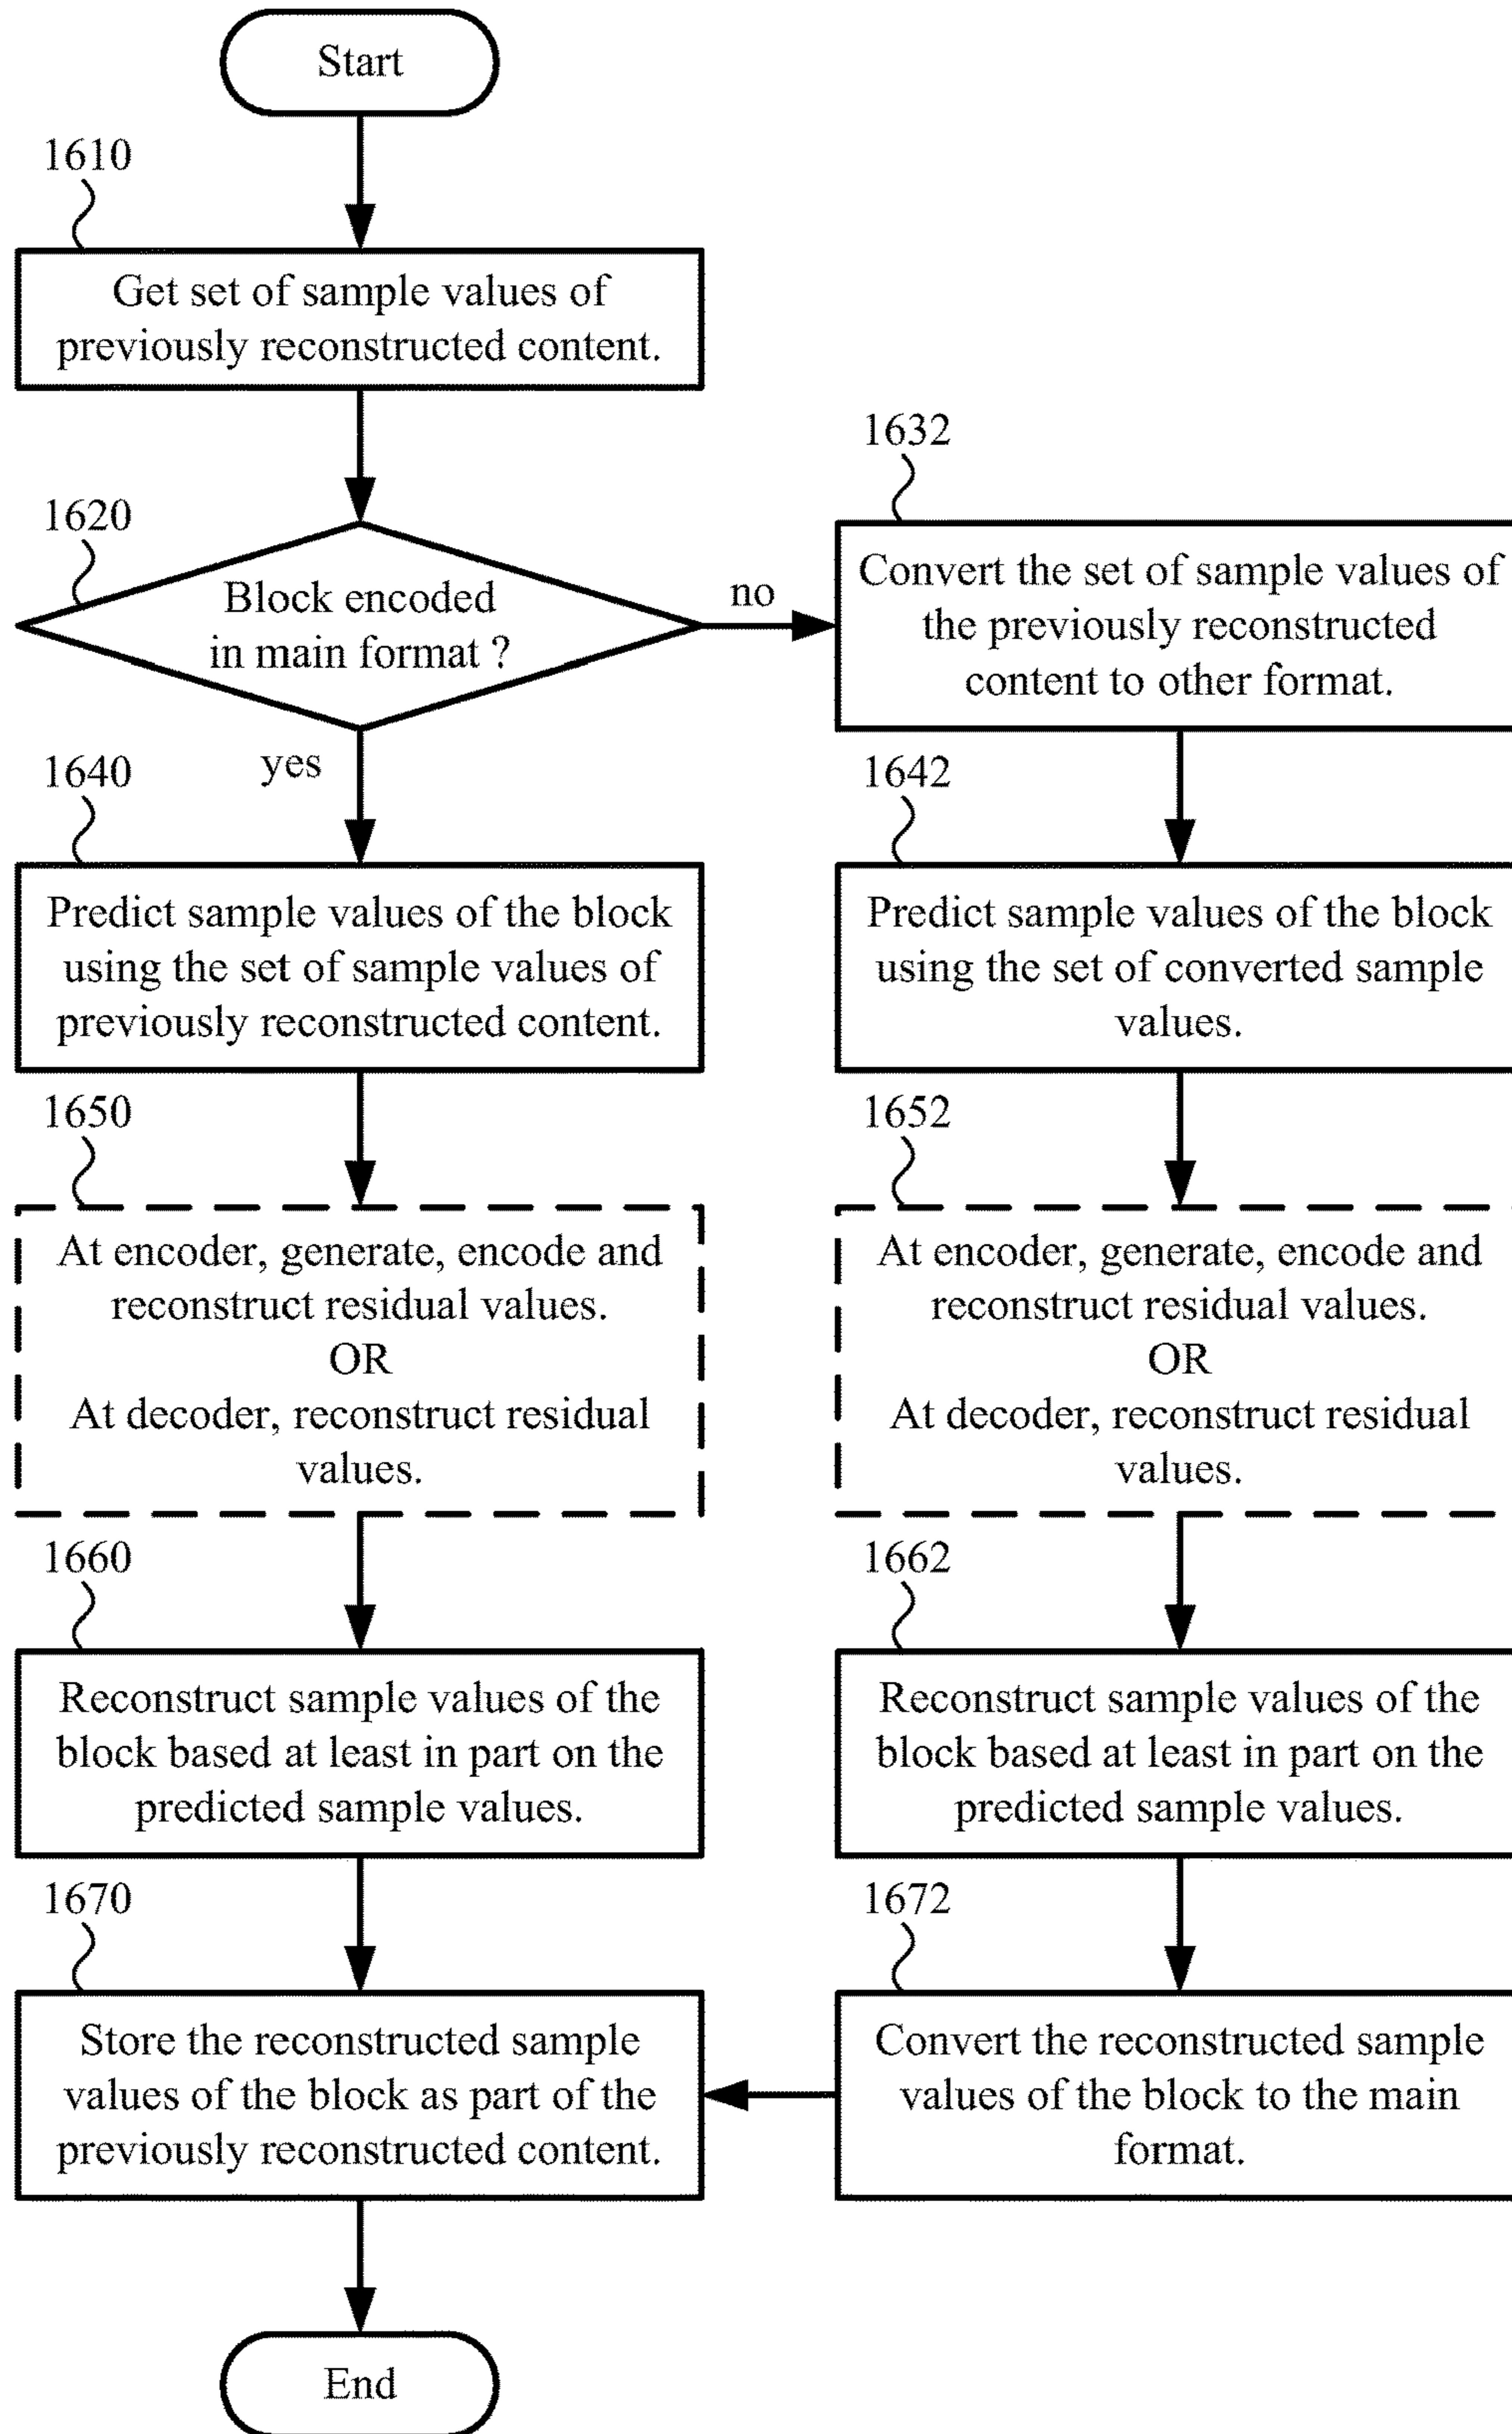 Start
1610
Get set of sample values of
previously reconstructed content.
1620
Block encoded
in main format ?
no
yes
1632
Convert the set of sample values of
the previously reconstructed
content to other format.
1640
Predict sample values of the block
using the set of sample values of
previously reconstructed content.
1642
Predict sample values of the block
using the set of converted sample
values.
1650
At encoder, generate, encode and
reconstruct residual values.
OR
At decoder, reconstruct residual
values.
1652
At encoder, generate, encode and
reconstruct residual values.
OR
At decoder, reconstruct residual
values.
1660
Reconstruct sample values of the
block based at least in part on the
predicted sample values.
1662
Reconstruct sample values of the
block based at least in part on the
predicted sample values.
1670
Store the reconstructed sample
values of the block as part of the
previously reconstructed content.
1672
Convert the reconstructed sample
values of the block to the main
format.
End